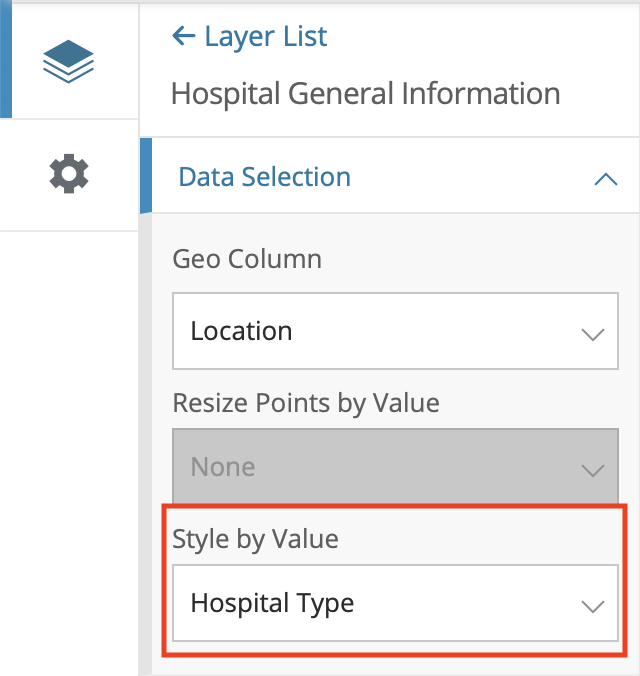 Layer List
Hospital General Information
Data Selection
Geo Column
Location
Resize Points by Value
None
Style by Value
Hospital Type